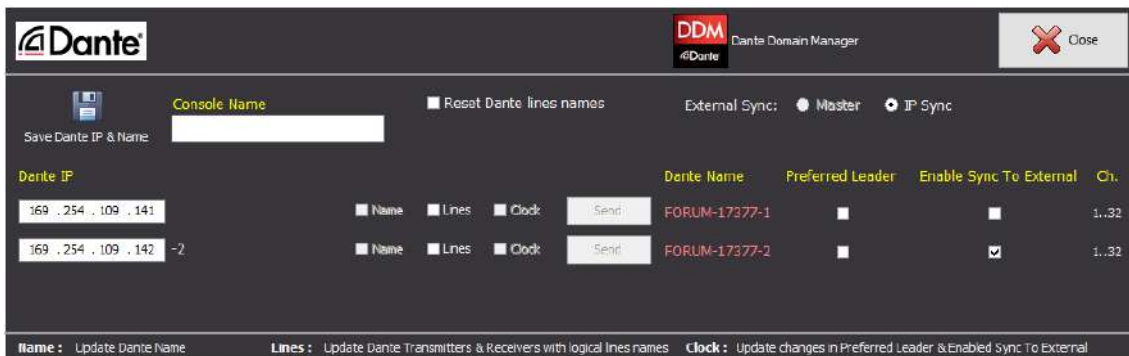 Dante
DDM
Dante
Dante Domain Manager
Close
Save Dante IP & Name
Console Name
Reset Dante lines names
External Sync: Master IP Sync
Dante IP Dante Name Preferred Leader Enable Sync To External Ch.
169 . 254 . 109 . 141 Name Lines Clock Send FORUM-17377-1 1..32
169 . 254 . 109 . 142 -2 Name Lines Clock Send FORUM-17377-2 1..32
Name : Update Dante Name Lines : Update Dante Transmitters & Receivers with logical lines names Clock : Update changes in Preferred Leader & Enabled Sync To External